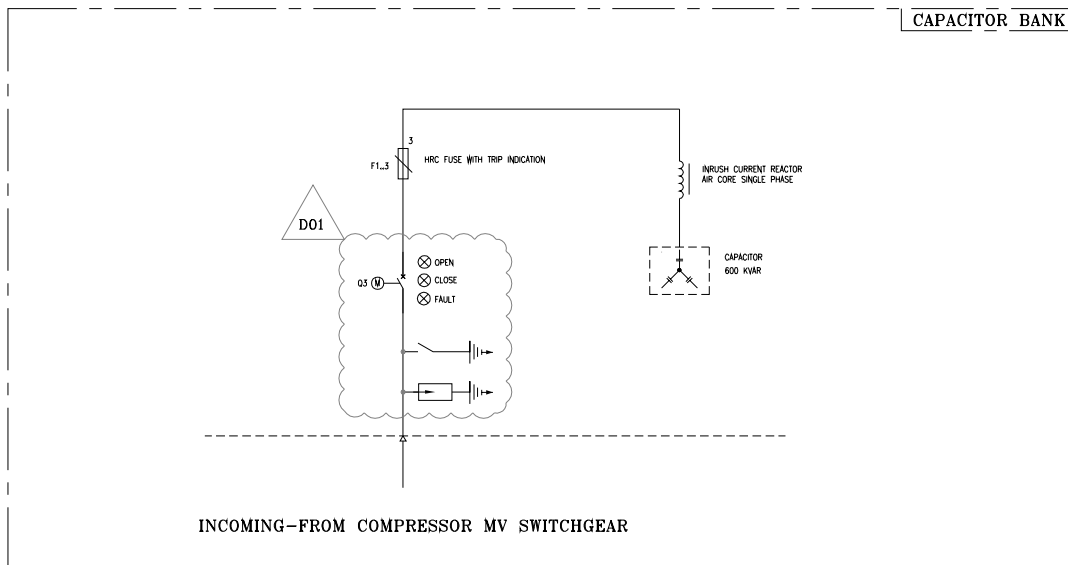 CAPACITOR BANK
3
F1..3
HRC FUSE WITH TRIP INDICATION
INRUSH CURRENT REACTOR
AIR CORE SINGLE PHASE
D01
OPEN
Q3
M
CLOSE
FAULT
CAPACITOR
600 KVAR
INCOMING-FROM COMPRESSOR MV SWITCHGEAR